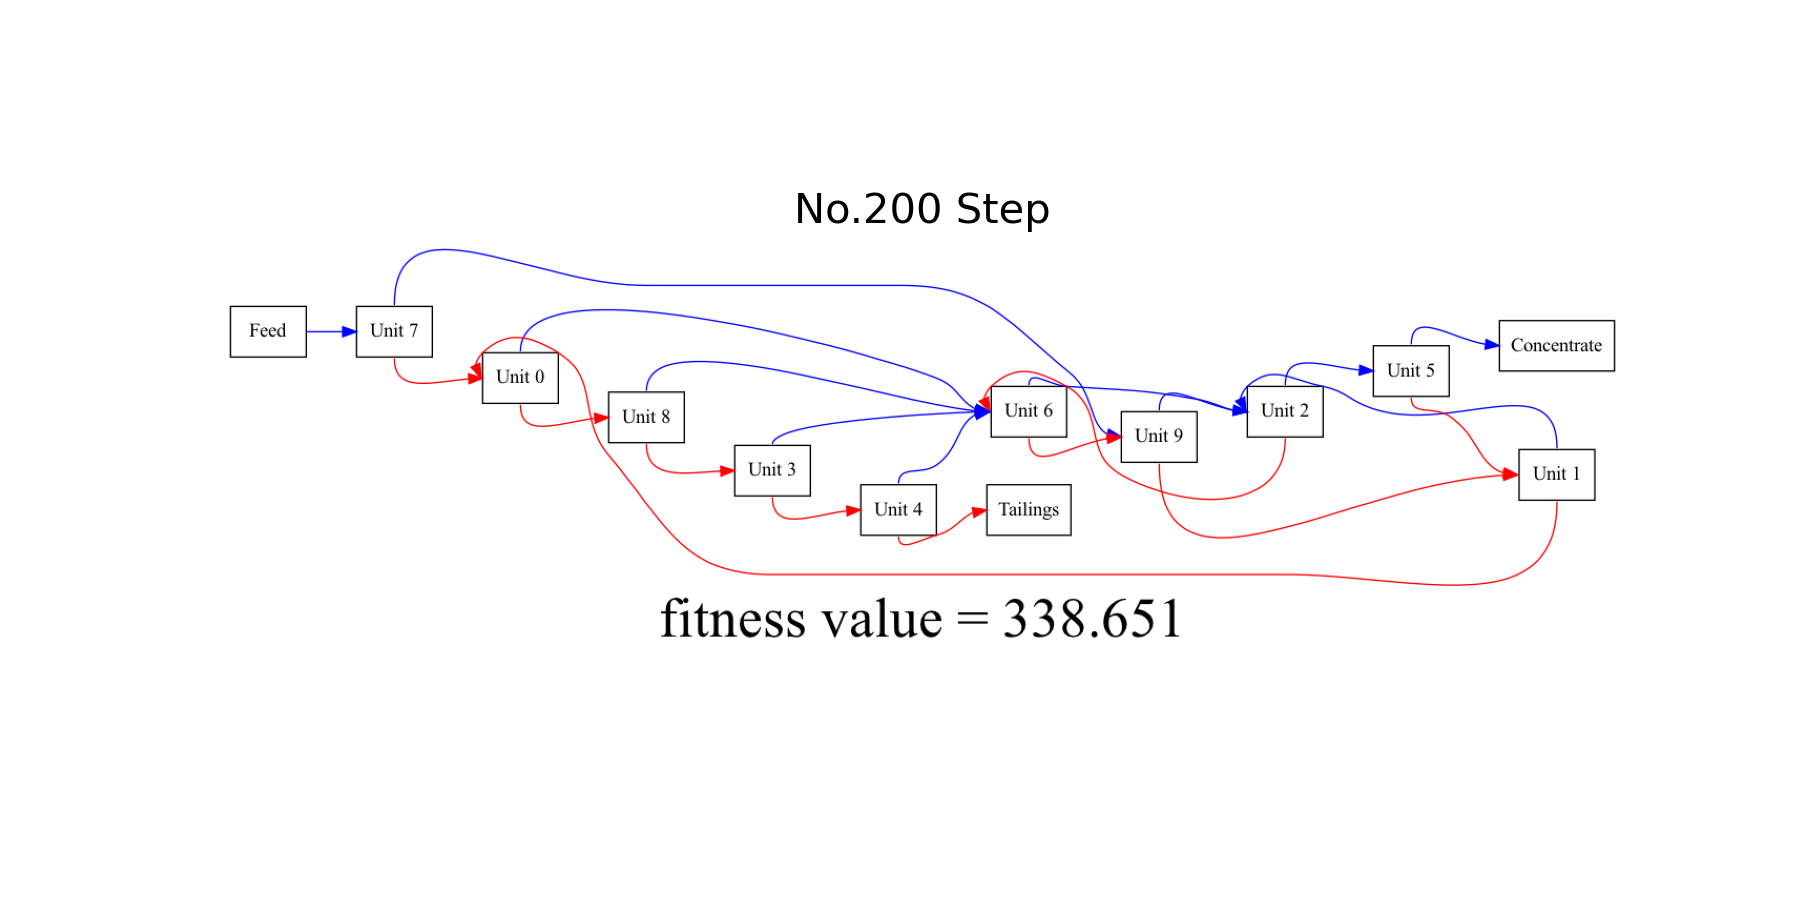 No.200 Step
Feed
Unit 7
Unit 0
Unit 8
Unit 3
Unit 4
Tailings
Unit 6
Unit 9
Unit 2
Unit 5
Concentrate
Unit 1
fitness value = 338.651